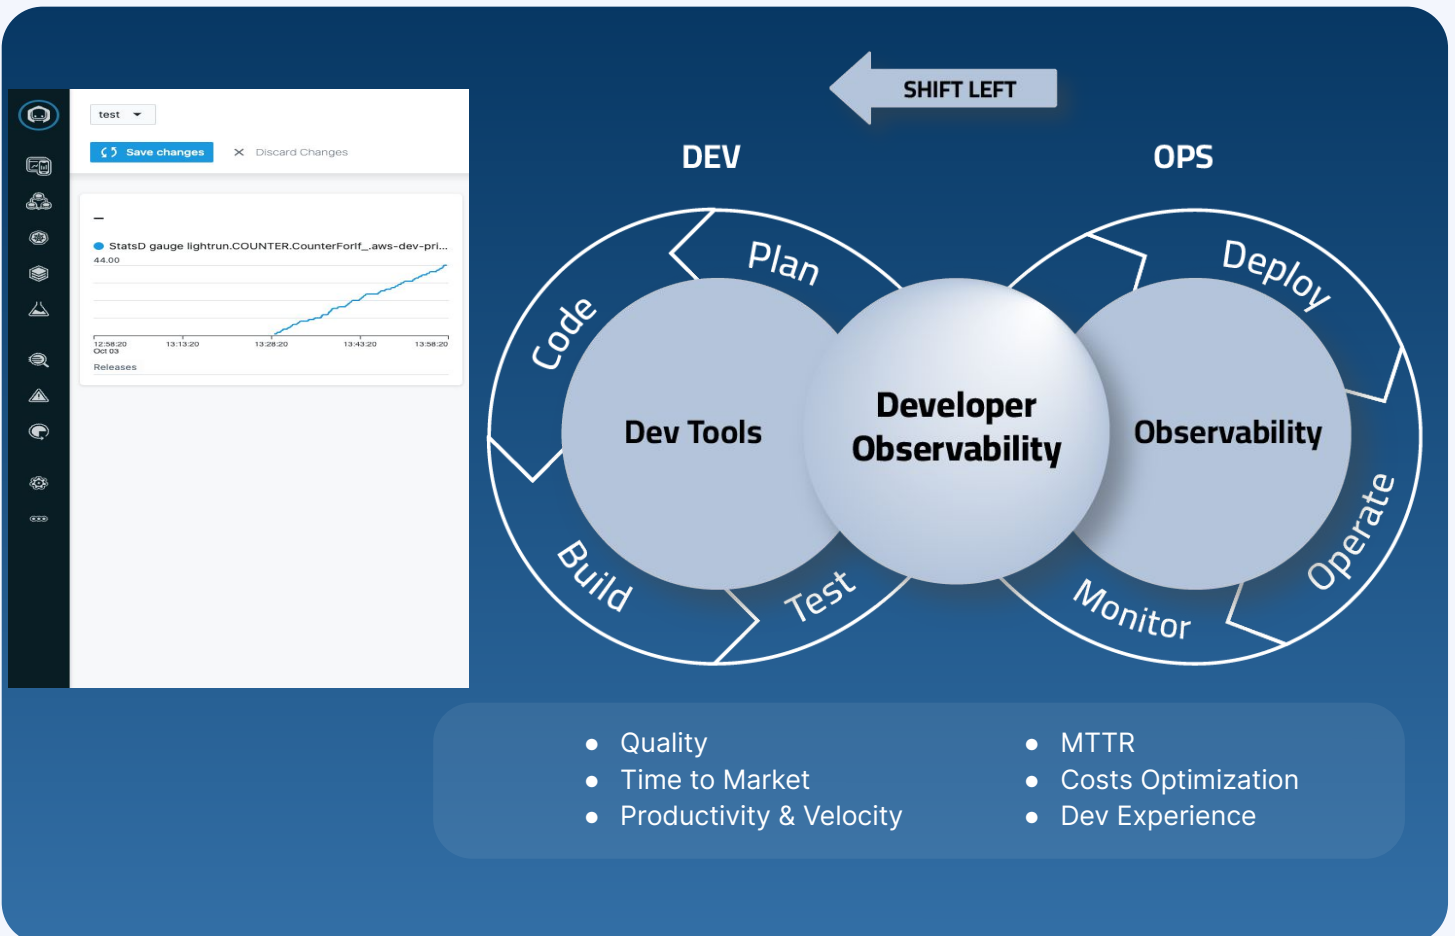 SHIFT LEFT
DEV
OPS
test
Save changes
Discard Changes
–
StatsD gauge lightrun.COUNTER.CounterForIf_.aws-dev-pri...
44.00
12:58:20
13:13:20
13:28:20
13:43:20
13:58:20
Oct 03
Releases
Plan
Code
Build
Test
Deploy
Operate
Monitor
Dev Tools
Developer
Observability
Observability
● Quality
● Time to Market
● Productivity & Velocity
● MTTR
● Costs Optimization
● Dev Experience